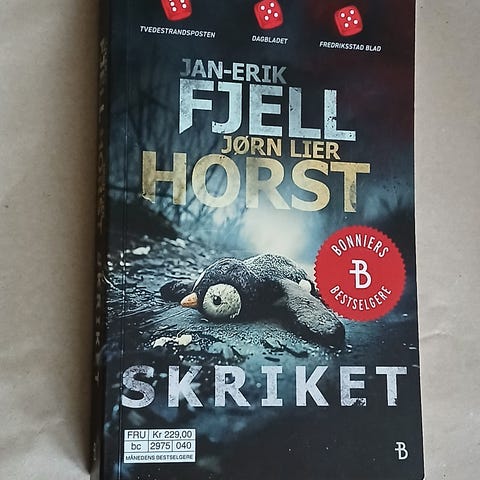 TVEDESTRANDSPOSTEN
DAGBLADET
FREDRIKSSTAD BLAD
JAN-ERIK
FJELL
JØRN LIER
HORST
BONNIERS
B
BESTSELGERE
SKRIKET
FRU Kr 229,00
bc 2975 040
MÅNEDENS BESTSELGERE
B